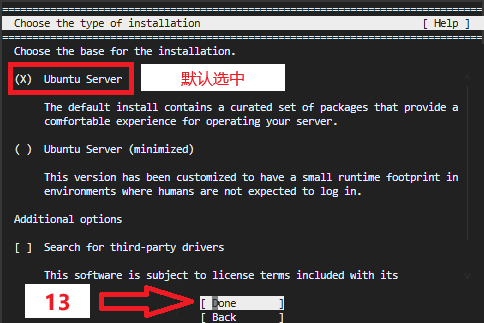 Choose the type of installation [ Help ]
Choose the base for the installation.
(X) Ubuntu Server 默认选中
The default install contains a curated set of packages that provide a
comfortable experience for operating your server.
( ) Ubuntu Server (minimized)
This version has been customized to have a small runtime footprint in
environments where humans are not expected to log in.
Additional options
[ ] Search for third-party drivers
This software is subject to license terms included with its
13 [ Done ]
[ Back ]